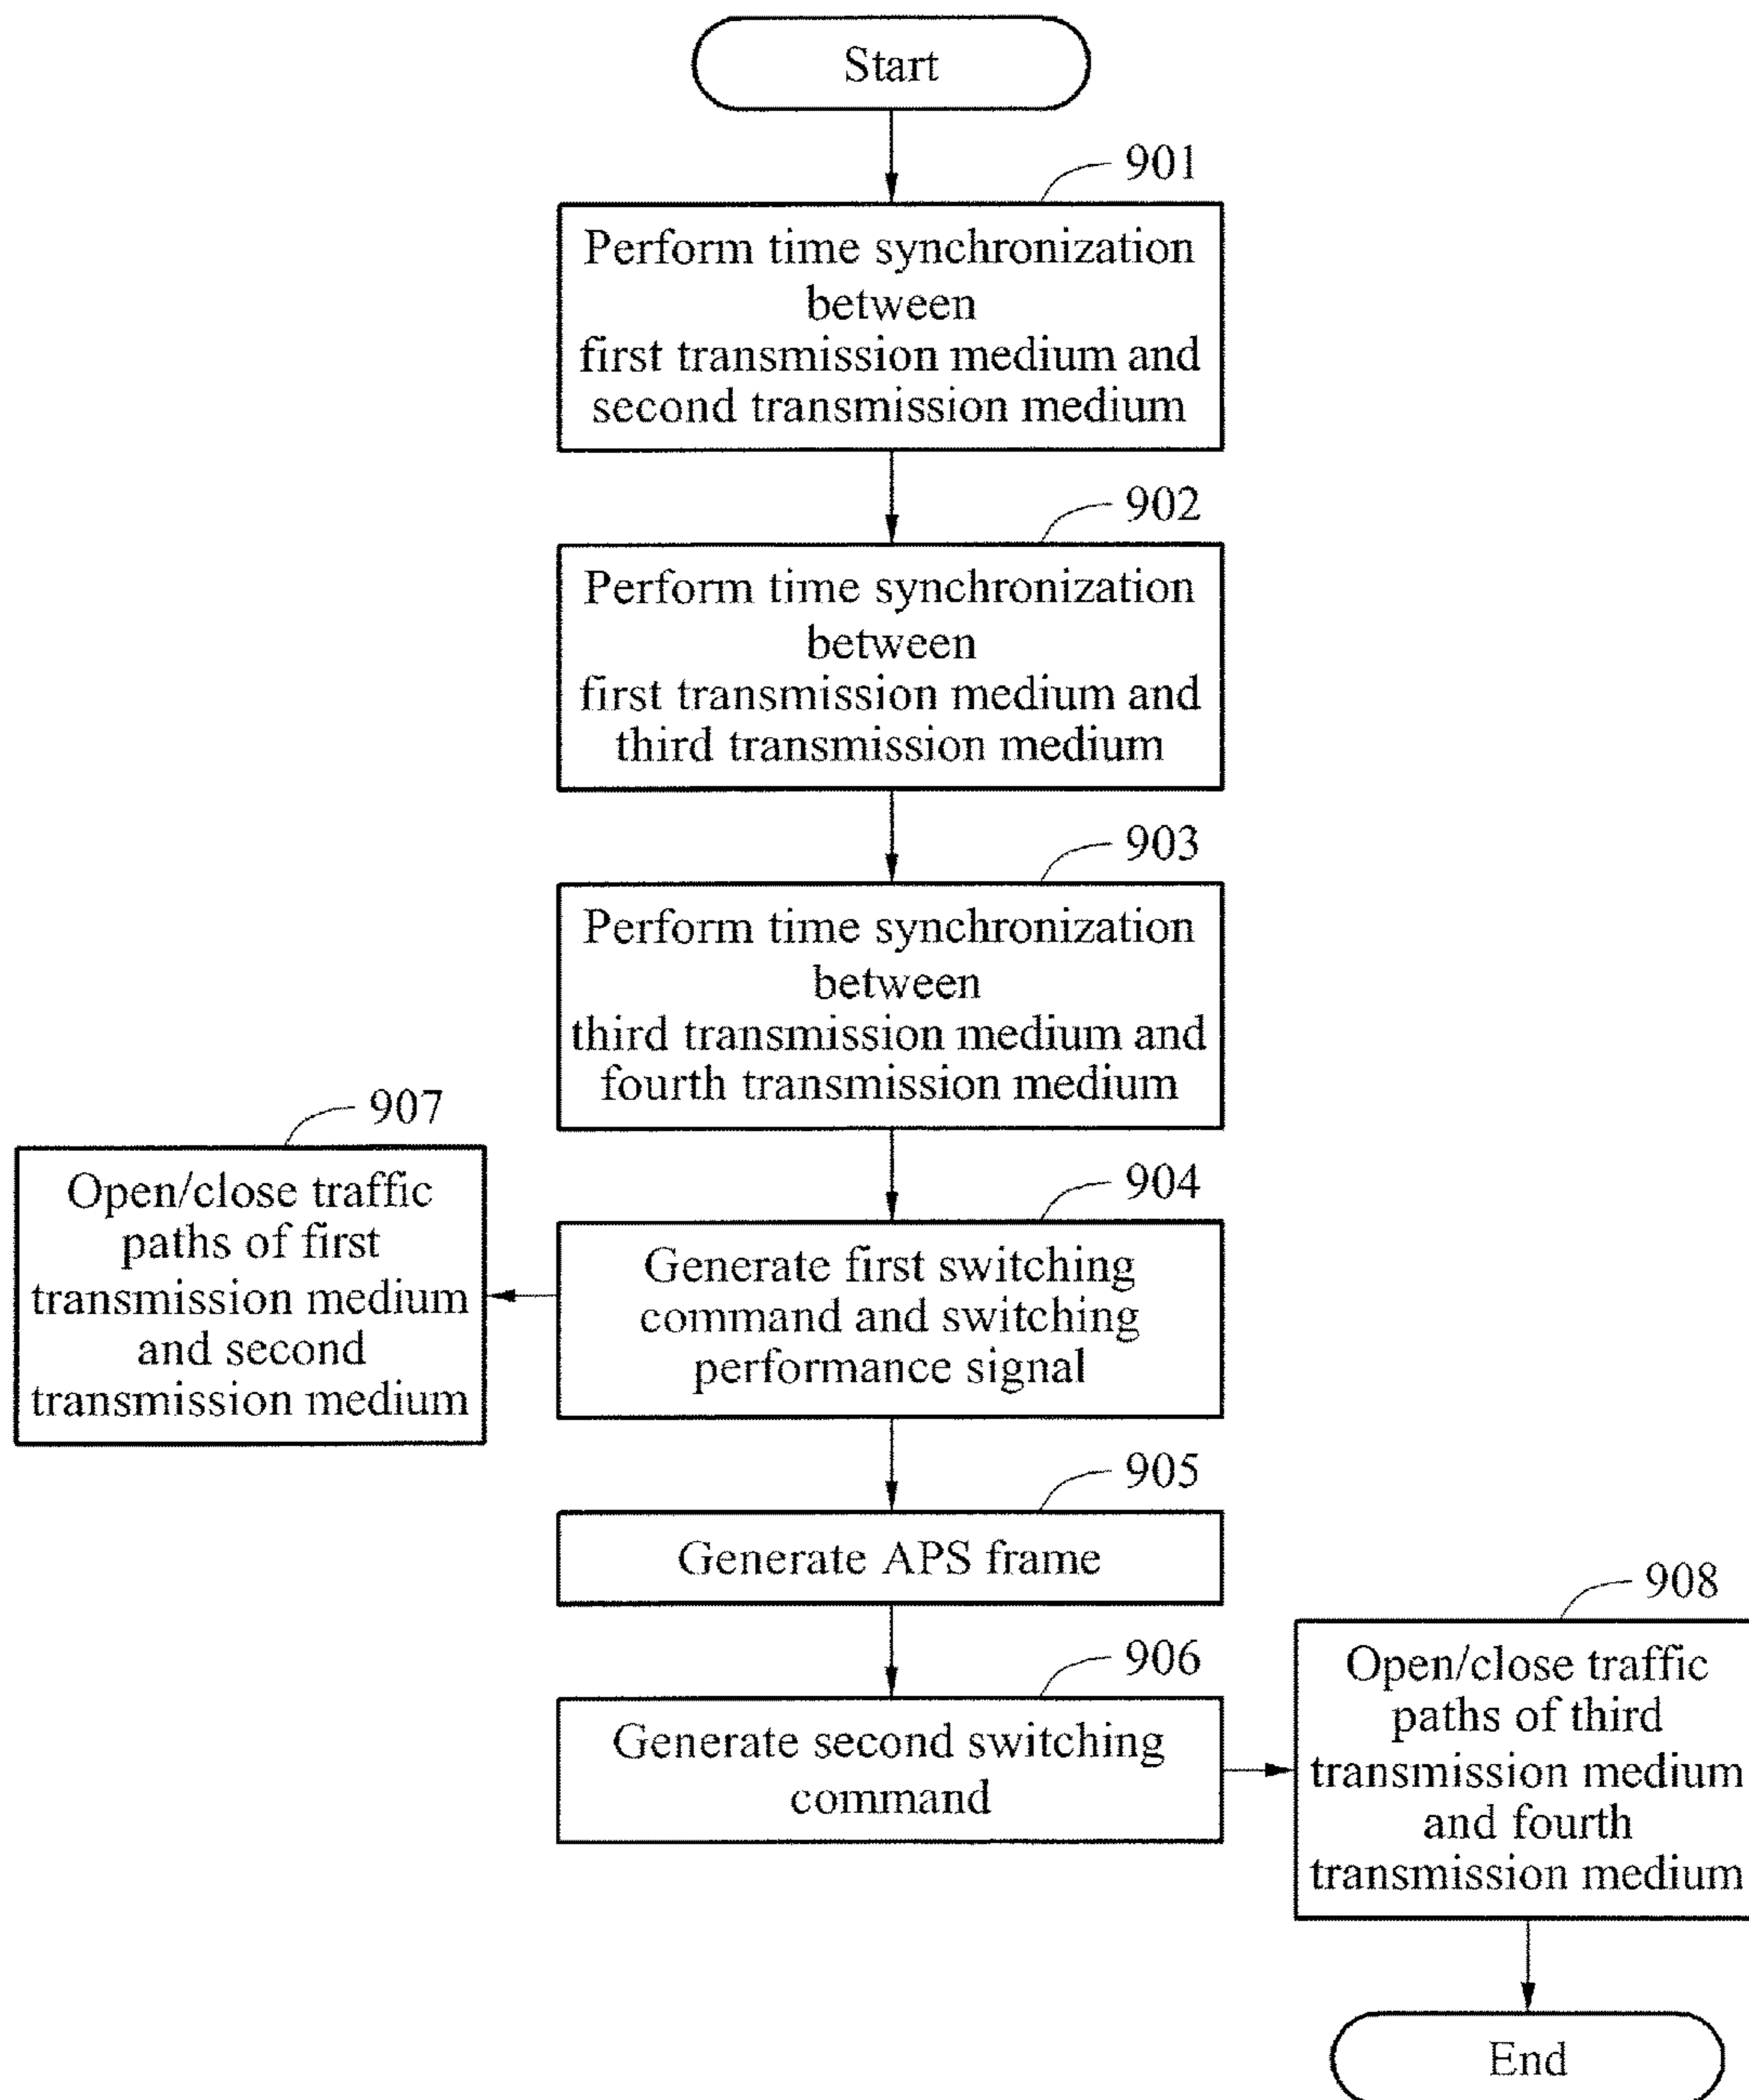 Start
901
Perform time synchronization
between
first transmission medium and
second transmission medium
902
Perform time synchronization
between
first transmission medium and
third transmission medium
903
Perform time synchronization
between
third transmission medium and
fourth transmission medium
907
Open/close traffic
paths of first
transmission medium
and second
transmission medium
904
Generate first switching
command and switching
performance signal
905
Generate APS frame
906
Generate second switching
command
908
Open/close traffic
paths of third
transmission medium
and fourth
transmission medium
End